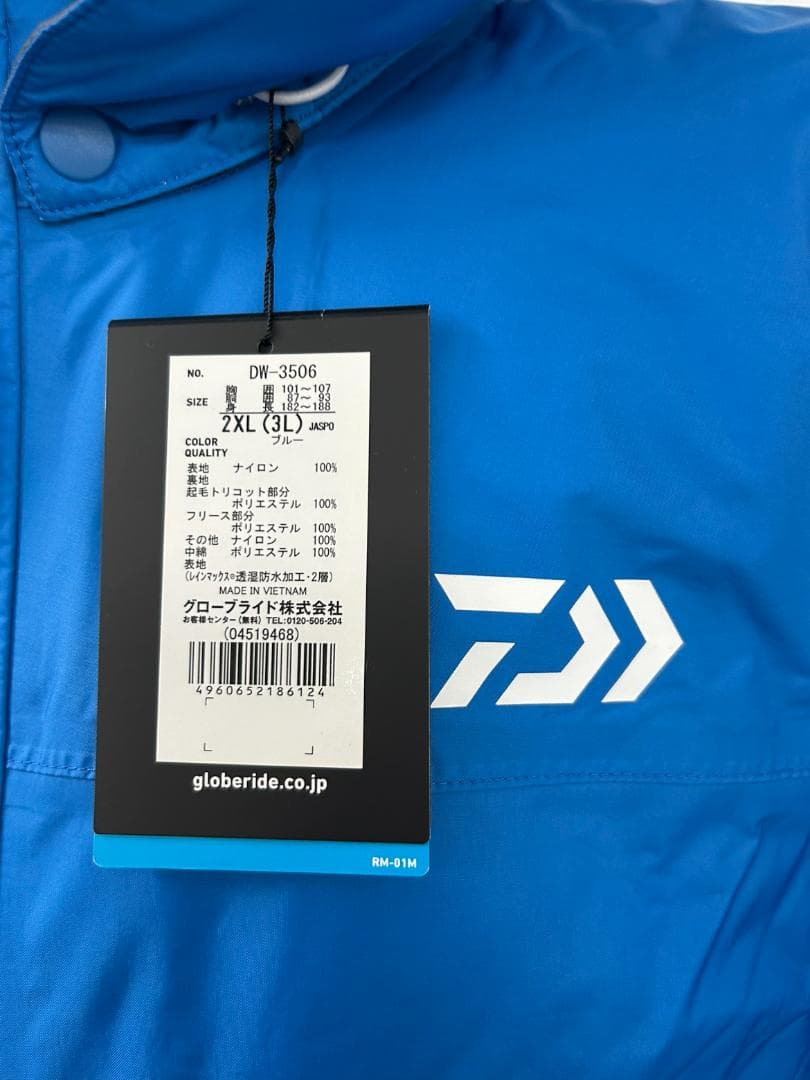 NO. DW-3506
SIZE 胸囲 101～107
胴囲 87～ 93
身長 182～188
2XL(3L) JASPO
COLOR ブルー
QUALITY
表地 ナイロン 100%
裏地
起毛トリコット部分
ポリエステル 100%
フリース部分
ポリエステル 100%
その他 ナイロン 100%
中綿 ポリエステル 100%
表地
(レインマックス®透湿防水加工・2層)
MADE IN VIETNAM
グローブライド株式会社
お客様センター(無料) TEL:0120-506-204
(04519468)
4960652186124
globeride.co.jp
RM-01M